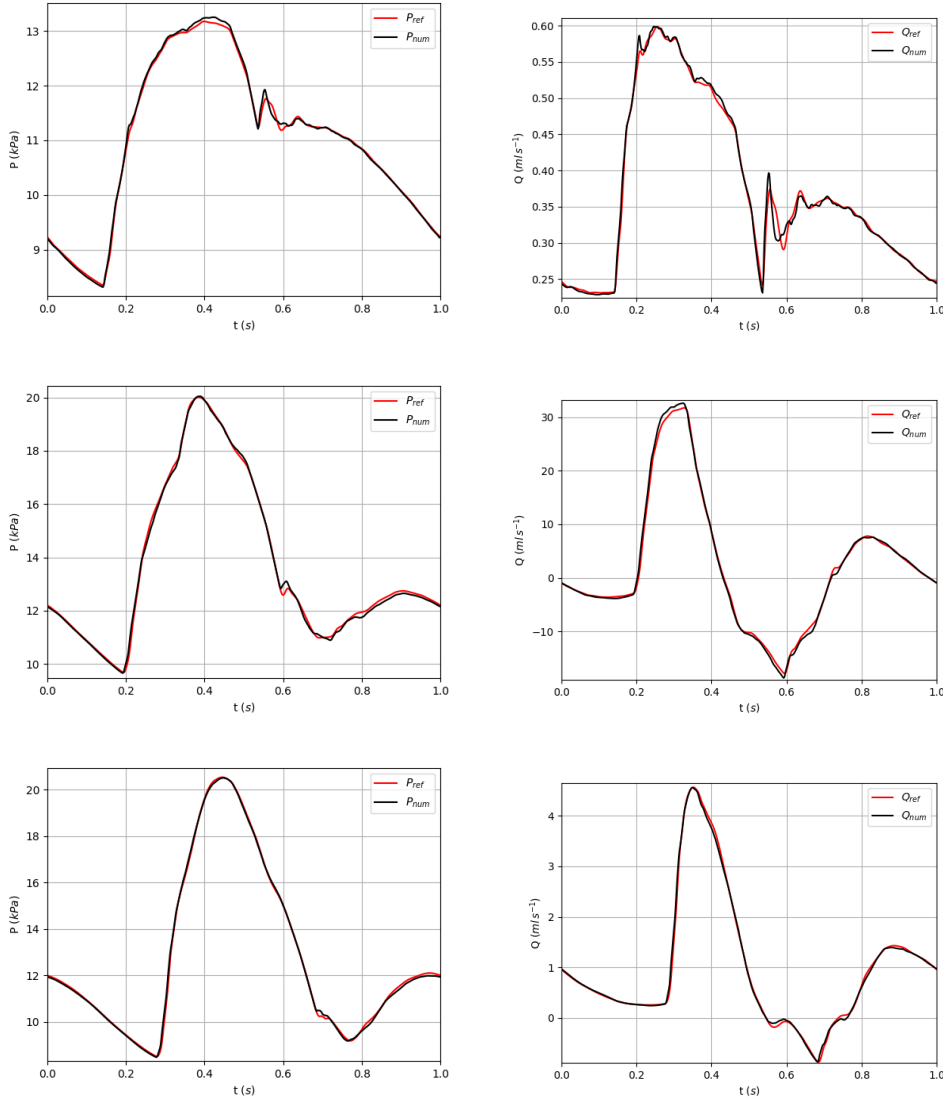 13
12
11
10
9
P (kPa)
0.0 0.2 0.4 0.6 0.8 1.0
t (s)
P_ref
P_num
0.60
0.55
0.50
0.45
0.40
0.35
0.30
0.25
Q (ml s⁻¹)
0.0 0.2 0.4 0.6 0.8 1.0
t (s)
Q_ref
Q_num
20
18
16
14
12
10
P (kPa)
0.0 0.2 0.4 0.6 0.8 1.0
t (s)
P_ref
P_num
30
20
10
0
−10
Q (ml s⁻¹)
0.0 0.2 0.4 0.6 0.8 1.0
t (s)
Q_ref
Q_num
20
18
16
14
12
10
P (kPa)
0.0 0.2 0.4 0.6 0.8 1.0
t (s)
P_ref
P_num
4
3
2
1
0
Q (ml s⁻¹)
0.0 0.2 0.4 0.6 0.8 1.0
t (s)
Q_ref
Q_num